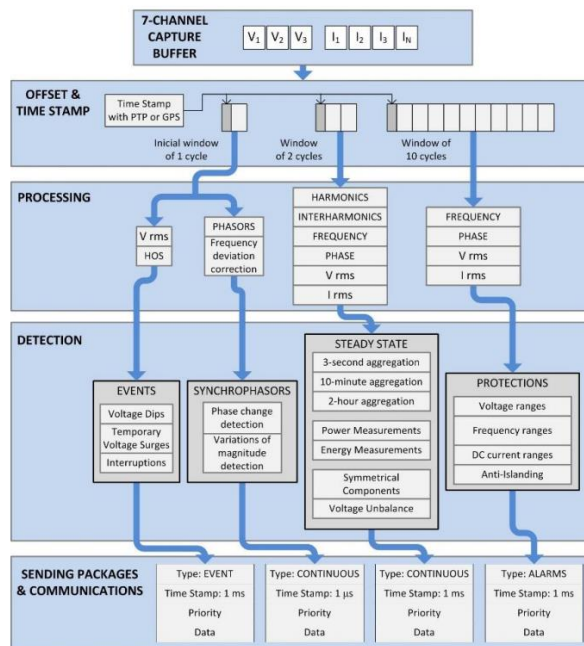 7-CHANNEL
CAPTURE
BUFFER
V1 V2 V3 I1 I2 I3 IN
OFFSET &
TIME STAMP
Time Stamp
with PTP or GPS
Inicial window
of 1 cycle
Window
of 2 cycles
Window of
10 cycles
PROCESSING
V rms
HOS
PHASORS
Frequency
deviation
correction
HARMONICS
INTERHARMONICS
FREQUENCY
PHASE
V rms
I rms
FREQUENCY
PHASE
V rms
I rms
DETECTION
EVENTS
Voltage Dips
Temporary
Voltage Surges
Interruptions
SYNCHROPHASORS
Phase change
detection
Variations of
magnitude
detection
STEADY STATE
3-second aggregation
10-minute aggregation
2-hour aggregation
Power Measurements
Energy Measurements
Symmetrical
Components
Voltage Unbalance
PROTECTIONS
Voltage ranges
Frequency ranges
DC current ranges
Anti-Islanding
SENDING PACKAGES
& COMMUNICATIONS
Type: EVENT
Time Stamp: 1 ms
Priority
Data
Type: CONTINUOUS
Time Stamp: 1 µs
Priority
Data
Type: CONTINUOUS
Time Stamp: 1 ms
Priority
Data
Type: ALARMS
Time Stamp: 1 ms
Priority
Data